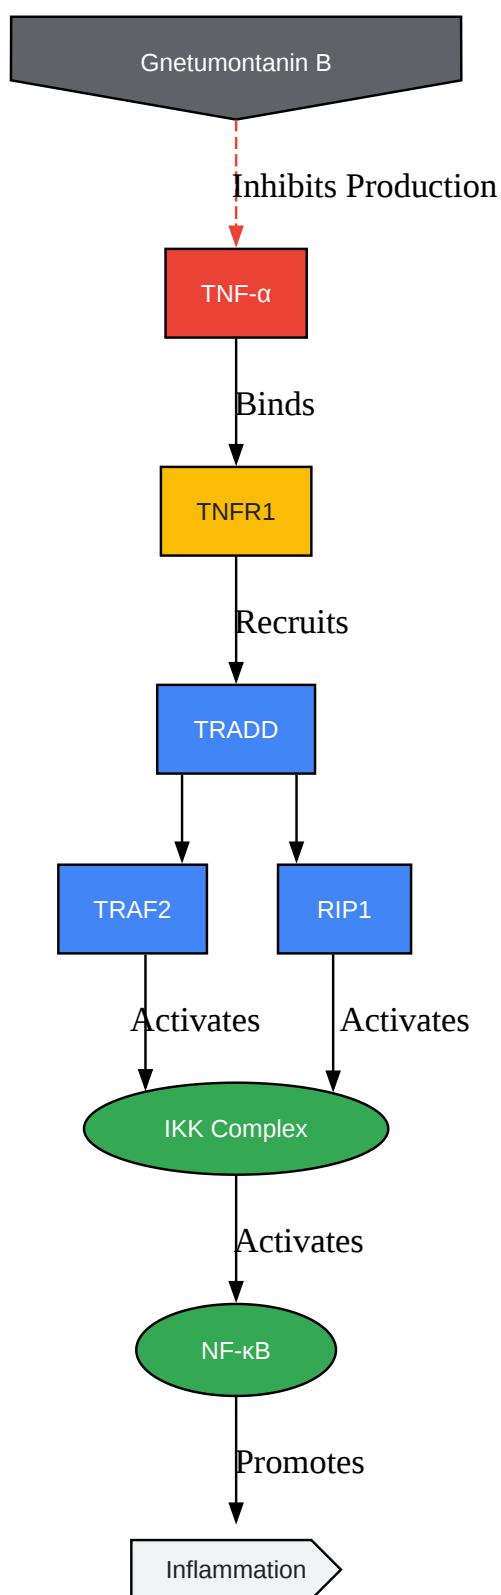 Gnetumontanin B
Inhibits Production
TNF-α
Binds
TNFR1
Recruits
TRADD
TRAF2
RIP1
Activates
Activates
IKK Complex
Activates
NF-κB
Promotes
Inflammation